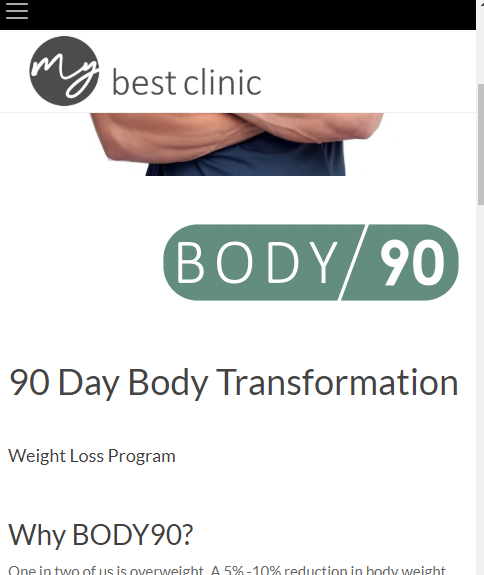 my best clinic
BODY/90
90 Day Body Transformation
Weight Loss Program
Why BODY90?
One in two of us is overweight. A 5% -10% reduction in body weight